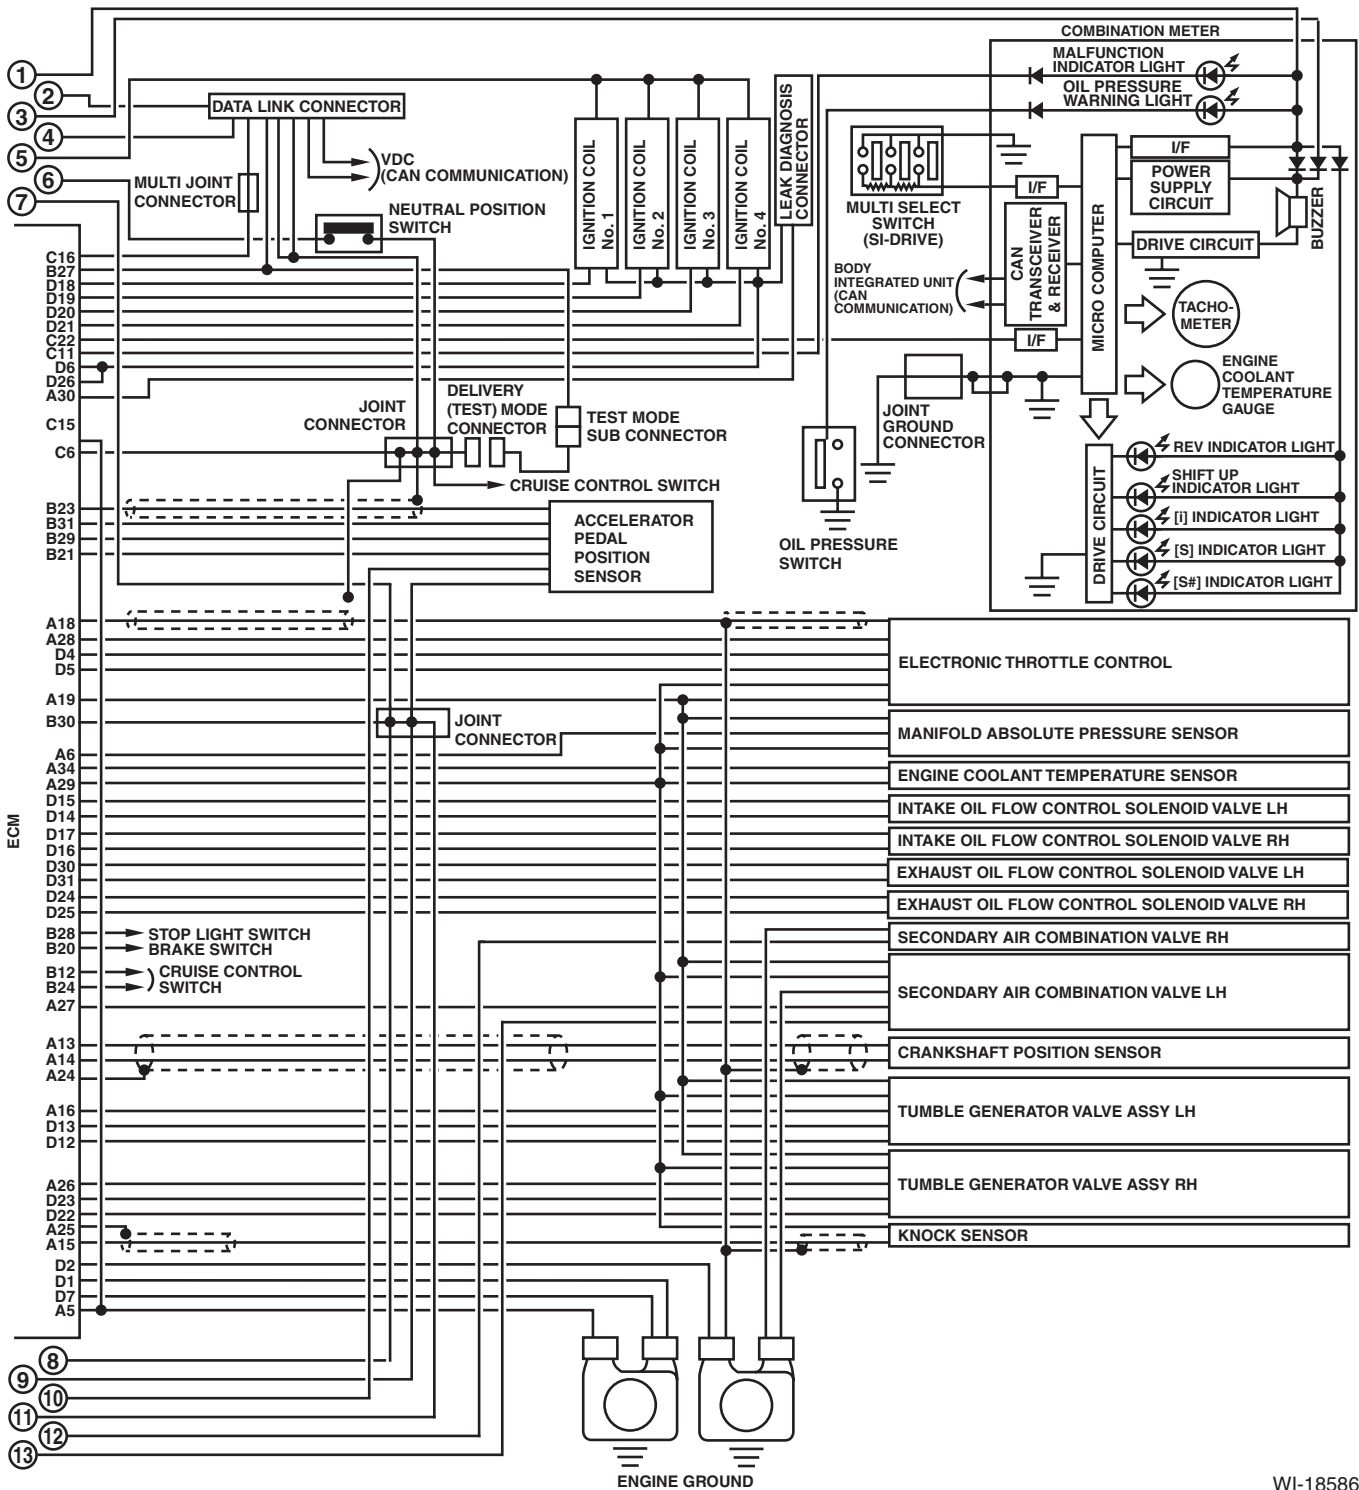 COMBINATION METER
MALFUNCTION
INDICATOR LIGHT
OIL PRESSURE
WARNING LIGHT
1
2
3
4
5
6
7
DATA LINK CONNECTOR
VDC
(CAN COMMUNICATION)
MULTI JOINT
CONNECTOR
NEUTRAL POSITION
SWITCH
IGNITION COIL
No. 1
IGNITION COIL
No. 2
IGNITION COIL
No. 3
IGNITION COIL
No. 4
LEAK DIAGNOSIS
CONNECTOR
MULTI SELECT
SWITCH
(SI-DRIVE)
I/F
I/F
POWER
SUPPLY
CIRCUIT
BUZZER
DRIVE CIRCUIT
CAN
TRANSCEIVER
& RECEIVER
MICRO COMPUTER
BODY
INTEGRATED UNIT
(CAN
COMMUNICATION)
I/F
TACHO-
METER
ENGINE
COOLANT
TEMPERATURE
GAUGE
JOINT
GROUND
CONNECTOR
DRIVE CIRCUIT
REV INDICATOR LIGHT
SHIFT UP
INDICATOR LIGHT
[i] INDICATOR LIGHT
[S] INDICATOR LIGHT
[S#] INDICATOR LIGHT
OIL PRESSURE
SWITCH
C16
B27
D18
D19
D20
D21
C22
C11
D6
D26
A30
C15
C6
JOINT
CONNECTOR
DELIVERY
(TEST) MODE
CONNECTOR
TEST MODE
SUB CONNECTOR
CRUISE CONTROL SWITCH
B23
B31
B29
B21
ACCELERATOR
PEDAL
POSITION
SENSOR
A18
A28
D4
D5
A19
B30
ELECTRONIC THROTTLE CONTROL
JOINT
CONNECTOR
MANIFOLD ABSOLUTE PRESSURE SENSOR
A6
A34
A29
ENGINE COOLANT TEMPERATURE SENSOR
D15
D14
INTAKE OIL FLOW CONTROL SOLENOID VALVE LH
D17
D16
INTAKE OIL FLOW CONTROL SOLENOID VALVE RH
D30
D31
EXHAUST OIL FLOW CONTROL SOLENOID VALVE LH
D24
D25
EXHAUST OIL FLOW CONTROL SOLENOID VALVE RH
ECM
B28
STOP LIGHT SWITCH
B20
BRAKE SWITCH
SECONDARY AIR COMBINATION VALVE RH
B12
B24
CRUISE CONTROL
SWITCH
A27
SECONDARY AIR COMBINATION VALVE LH
A13
A14
A24
CRANKSHAFT POSITION SENSOR
A16
D13
D12
TUMBLE GENERATOR VALVE ASSY LH
A26
D23
D22
A25
A15
TUMBLE GENERATOR VALVE ASSY RH
KNOCK SENSOR
D2
D1
D7
A5
8
9
10
11
12
13
ENGINE GROUND
WI-18586